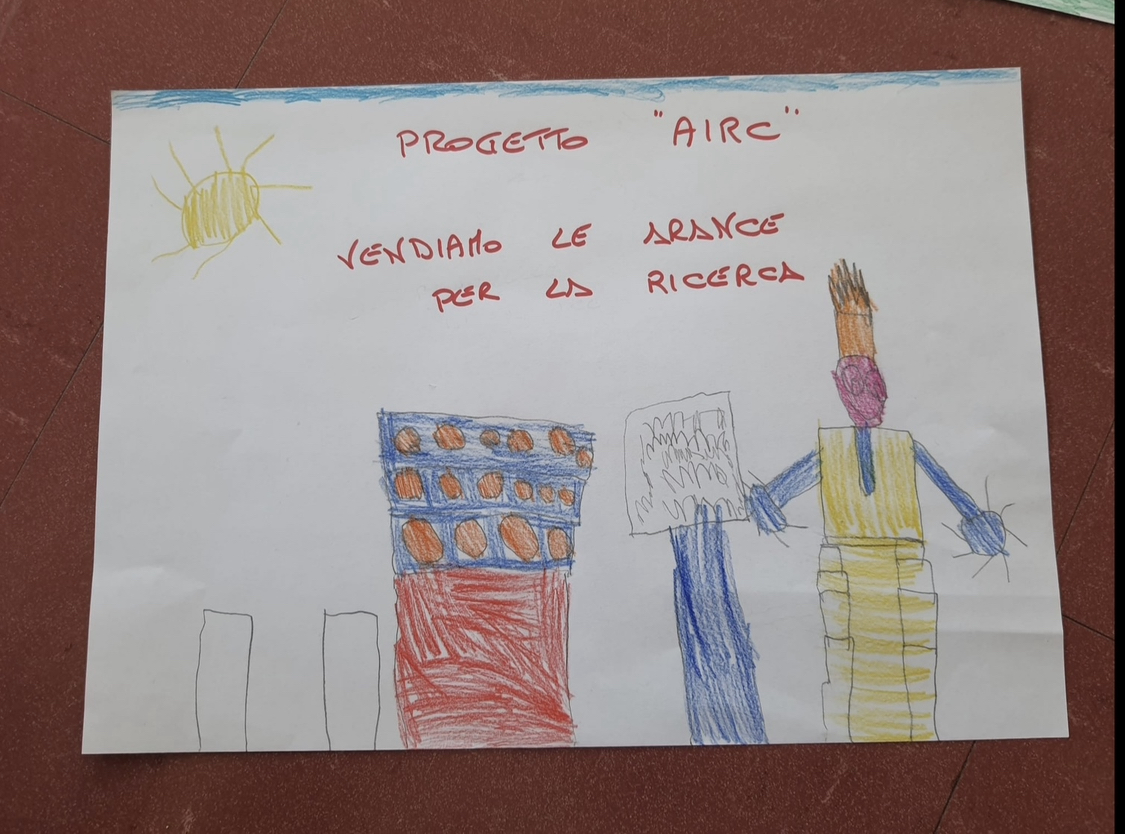 PROGETTO "AIRC"
VENDIAMO LE ARANCE
PER LA RICERCA